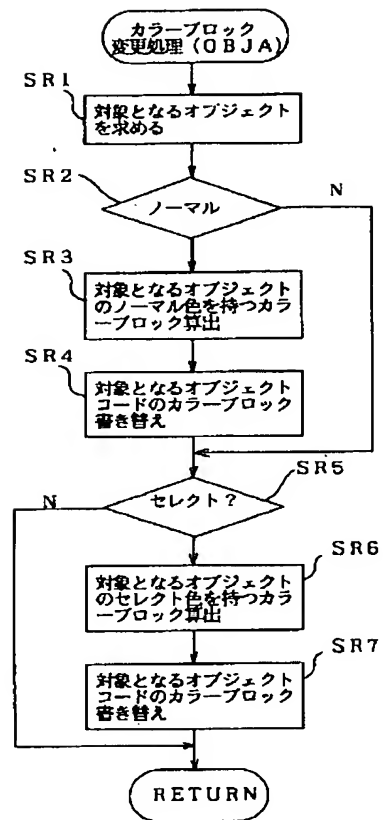 カラーブロック
変更処理(OBJA)
SR1
対象となるオブジェクト
を求める
SR2
ノーマル
N
SR3
対象となるオブジェクト
のノーマル色を持つカラ
ーブロック算出
SR4
対象となるオブジェクト
コードのカラーブロック
書き替え
SR5
セレクト?
N
SR6
対象となるオブジェクト
のセレクト色を持つカラ
ーブロック算出
SR7
対象となるオブジェクト
コードのカラーブロック
書き替え
RETURN